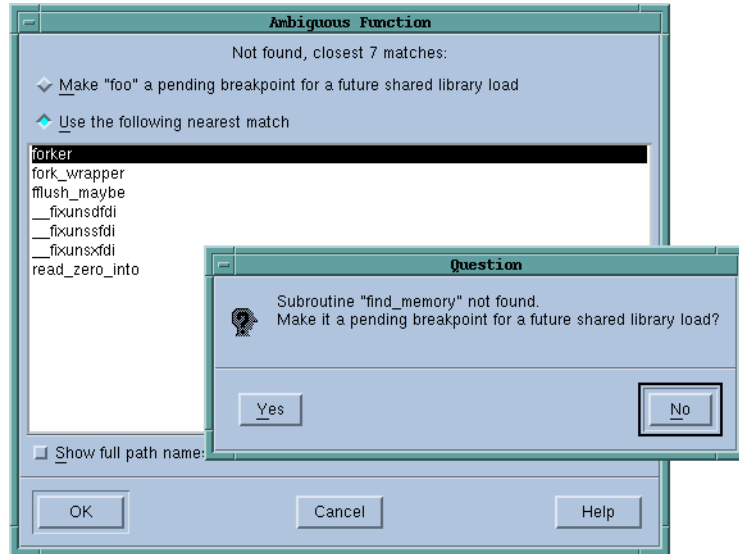 Ambiguous Function
Not found, closest 7 matches:
Make "foo" a pending breakpoint for a future shared library load
Use the following nearest match
forker
fork_wrapper
fflush_maybe
__fixunsdfdi
__fixunssfdi
__fixunsxfdi
read_zero_into
Show full path name
OK
Cancel
Help
Question
Subroutine "find_memory" not found.
Make it a pending breakpoint for a future shared library load?
Yes
No